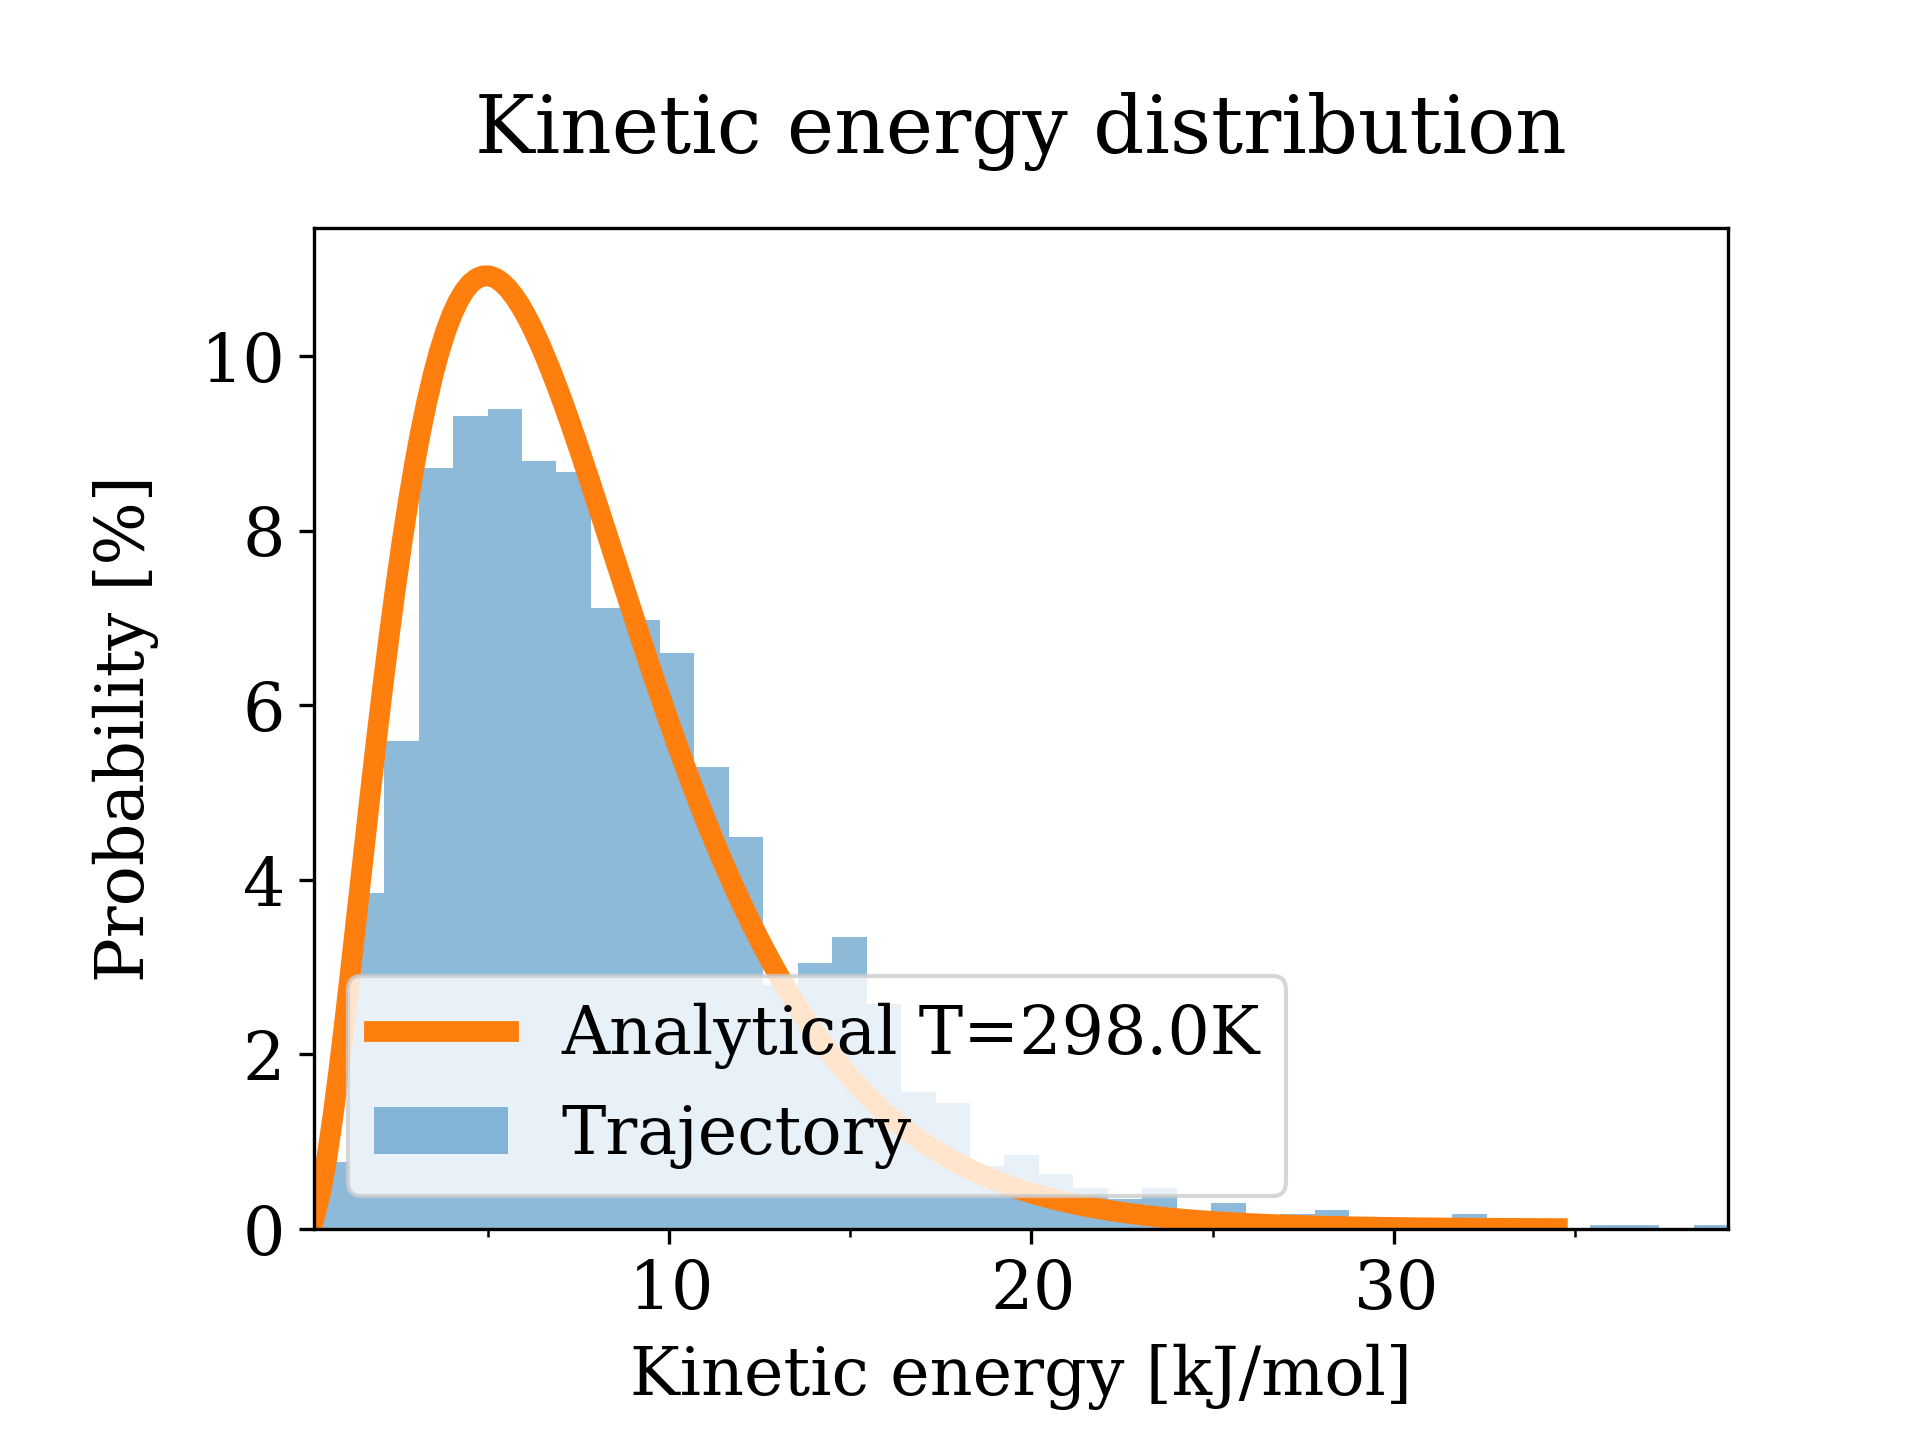 Kinetic energy distribution
Probability [%]
10
8
6
4
2
0
Analytical T=298.0K
Trajectory
10 20 30
Kinetic energy [kJ/mol]